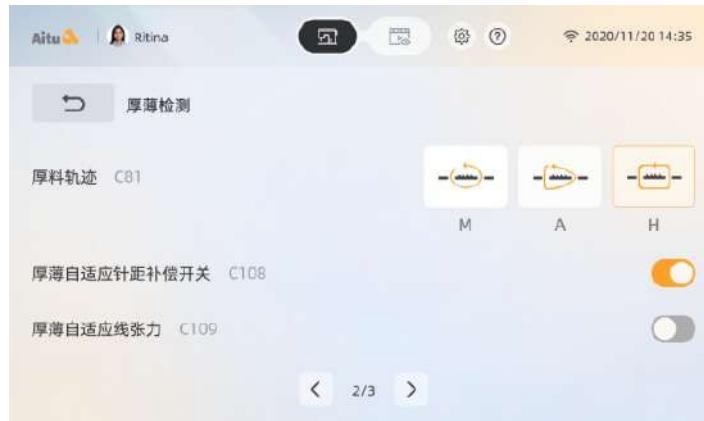 Aitu Ritina 2020/11/20 14:35
厚薄检测
厚料轨迹 C81
M A H
厚薄自适应针距补偿开关 C108
厚薄自适应线张力 C109
2/3